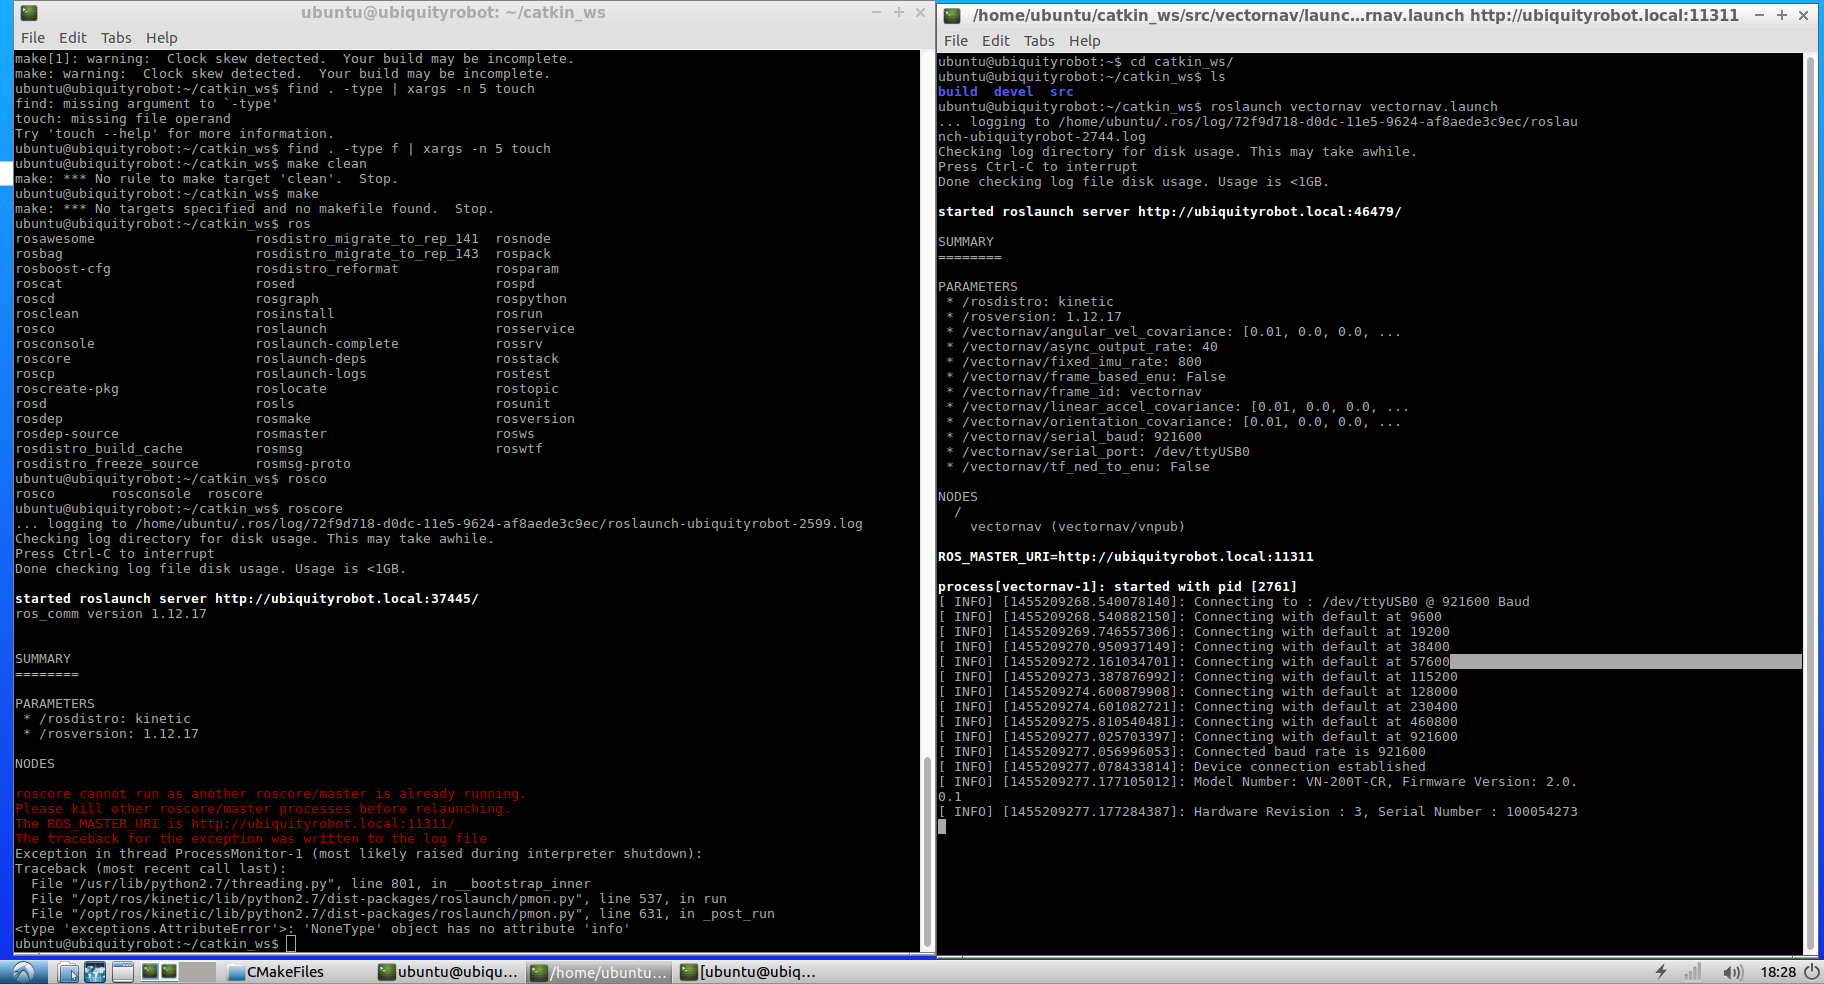 ubuntu@ubiquityrobot: ~/catkin_ws
File Edit Tabs Help
make[1]: warning:  Clock skew detected.  Your build may be incomplete.
make: warning:  Clock skew detected.  Your build may be incomplete.
ubuntu@ubiquityrobot:~/catkin_ws$ find . -type | xargs -n 5 touch
find: missing argument to `-type'
touch: missing file operand
Try 'touch --help' for more information.
ubuntu@ubiquityrobot:~/catkin_ws$ find . -type f | xargs -n 5 touch
ubuntu@ubiquityrobot:~/catkin_ws$ make clean
make: *** No rule to make target 'clean'.  Stop.
ubuntu@ubiquityrobot:~/catkin_ws$ make
make: *** No targets specified and no makefile found.  Stop.
ubuntu@ubiquityrobot:~/catkin_ws$ ros
rosawesome rosdistro_migrate_to_rep_141 rosnode
rosbag rosdistro_migrate_to_rep_143 rospack
rosboost-cfg rosdistro_reformat rosparam
roscat rosed rospd
roscd rosgraph rospython
rosclean rosinstall rosrun
rosco roslaunch rosservice
rosconsole roslaunch-complete rossrv
roscore roslaunch-deps rosstack
roscp roslaunch-logs rostest
roscreate-pkg roslocate rostopic
rosd rosls rosunit
rosdep rosmake rosversion
rosdep-source rosmaster rosws
rosdistro_build_cache rosmsg roswtf
rosdistro_freeze_source rosmsg-proto
ubuntu@ubiquityrobot:~/catkin_ws$ rosco
rosco rosconsole roscore
ubuntu@ubiquityrobot:~/catkin_ws$ roscore
... logging to /home/ubuntu/.ros/log/72f9d718-d0dc-11e5-9624-af8aede3c9ec/roslaunch-ubiquityrobot-2599.log
Checking log directory for disk usage. This may take awhile.
Press Ctrl-C to interrupt
Done checking log file disk usage. Usage is <1GB.
started roslaunch server http://ubiquityrobot.local:37445/
ros_comm version 1.12.17
SUMMARY
========
PARAMETERS
 * /rosdistro: kinetic
 * /rosversion: 1.12.17
NODES
roscore cannot run as another roscore/master is already running.
Please kill other roscore/master processes before relaunching.
The ROS_MASTER_URI is http://ubiquityrobot.local:11311/
The traceback for the exception was written to the log file
Exception in thread ProcessMonitor-1 (most likely raised during interpreter shutdown):
Traceback (most recent call last):
  File "/usr/lib/python2.7/threading.py", line 801, in __bootstrap_inner
  File "/opt/ros/kinetic/lib/python2.7/dist-packages/roslaunch/pmon.py", line 537, in run
  File "/opt/ros/kinetic/lib/python2.7/dist-packages/roslaunch/pmon.py", line 631, in _post_run
<type 'exceptions.AttributeError'>: 'NoneType' object has no attribute 'info'
ubuntu@ubiquityrobot:~/catkin_ws$
/home/ubuntu/catkin_ws/src/vectornav/launc...rnav.launch http://ubiquityrobot.local:11311
File Edit Tabs Help
ubuntu@ubiquityrobot:~$ cd catkin_ws/
ubuntu@ubiquityrobot:~/catkin_ws$ ls
build devel src
ubuntu@ubiquityrobot:~/catkin_ws$ roslaunch vectornav vectornav.launch
... logging to /home/ubuntu/.ros/log/72f9d718-d0dc-11e5-9624-af8aede3c9ec/roslau
nch-ubiquityrobot-2744.log
Checking log directory for disk usage. This may take awhile.
Press Ctrl-C to interrupt
Done checking log file disk usage. Usage is <1GB.
started roslaunch server http://ubiquityrobot.local:46479/
SUMMARY
========
PARAMETERS
 * /rosdistro: kinetic
 * /rosversion: 1.12.17
 * /vectornav/angular_vel_covariance: [0.01, 0.0, 0.0, ...
 * /vectornav/async_output_rate: 40
 * /vectornav/fixed_imu_rate: 800
 * /vectornav/frame_based_enu: False
 * /vectornav/frame_id: vectornav
 * /vectornav/linear_accel_covariance: [0.01, 0.0, 0.0, ...
 * /vectornav/orientation_covariance: [0.01, 0.0, 0.0, ...
 * /vectornav/serial_baud: 921600
 * /vectornav/serial_port: /dev/ttyUSB0
 * /vectornav/tf_ned_to_enu: False
NODES
  /
    vectornav (vectornav/vnpub)
ROS_MASTER_URI=http://ubiquityrobot.local:11311
process[vectornav-1]: started with pid [2761]
[ INFO] [1455209268.540078140]: Connecting to : /dev/ttyUSB0 @ 921600 Baud
[ INFO] [1455209268.540882150]: Connecting with default at 9600
[ INFO] [1455209269.746557306]: Connecting with default at 19200
[ INFO] [1455209270.950937149]: Connecting with default at 38400
[ INFO] [1455209272.161034701]: Connecting with default at 57600
[ INFO] [1455209273.387876992]: Connecting with default at 115200
[ INFO] [1455209274.600879908]: Connecting with default at 128000
[ INFO] [1455209274.601082721]: Connecting with default at 230400
[ INFO] [1455209275.810540481]: Connecting with default at 460800
[ INFO] [1455209277.025703397]: Connecting with default at 921600
[ INFO] [1455209277.056996053]: Connected baud rate is 921600
[ INFO] [1455209277.078433814]: Device connection established
[ INFO] [1455209277.177105012]: Model Number: VN-200T-CR, Firmware Version: 2.0.
0.1
[ INFO] [1455209277.177284387]: Hardware Revision : 3, Serial Number : 100054273
CMakeFiles ubuntu@ubiqu... /home/ubuntu... [ubuntu@ubiq... 18:28